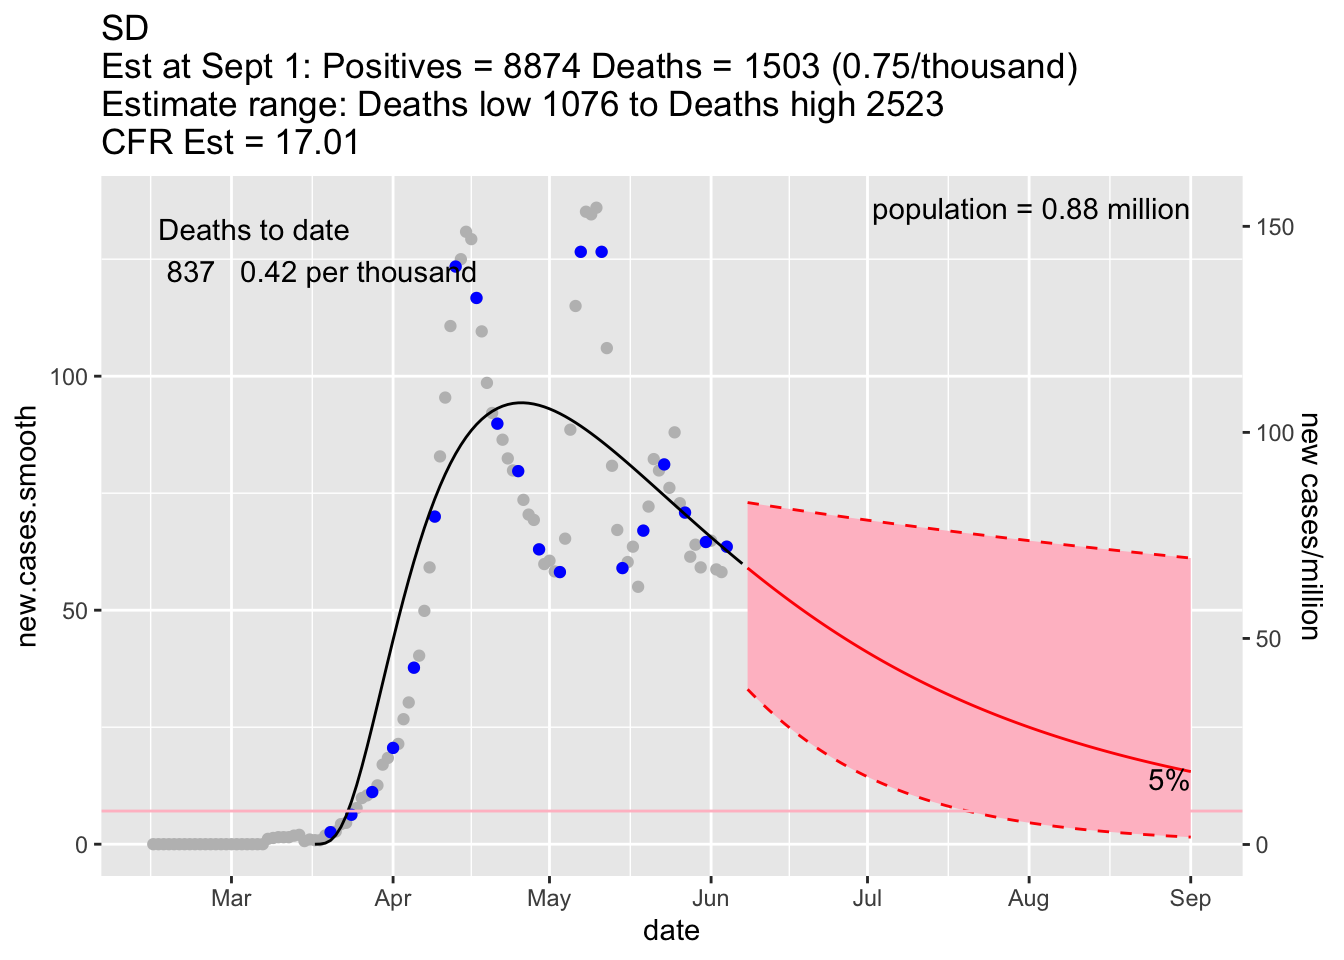 SD
Est at Sept 1: Positives = 8874 Deaths = 1503 (0.75/thousand)
Estimate range: Deaths low 1076 to Deaths high 2523
CFR Est = 17.01
Deaths to date
837 0.42 per thousand
population = 0.88 million
150
100
100
new.cases.smooth
new cases/million
50
50
5%
0
0
Mar
Apr
May
Jun
Jul
Aug
Sep
date